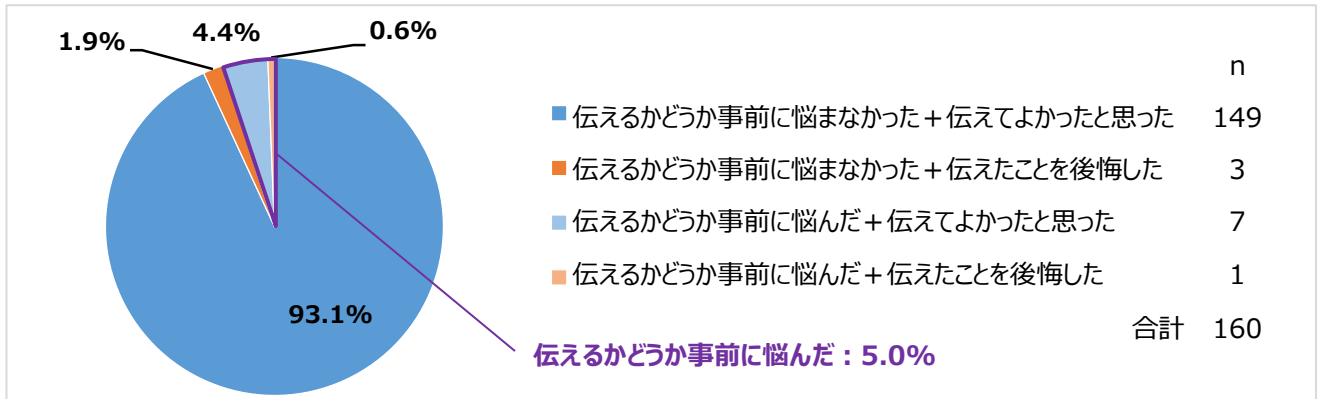 1.9%
4.4%
0.6%
93.1%
n
伝えるかどうか事前に悩まなかった＋伝えてよかったと思った 149
伝えるかどうか事前に悩まなかった＋伝えたことを後悔した 3
伝えるかどうか事前に悩んだ＋伝えてよかったと思った 7
伝えるかどうか事前に悩んだ＋伝えたことを後悔した 1
合計 160
伝えるかどうか事前に悩んだ：5.0%